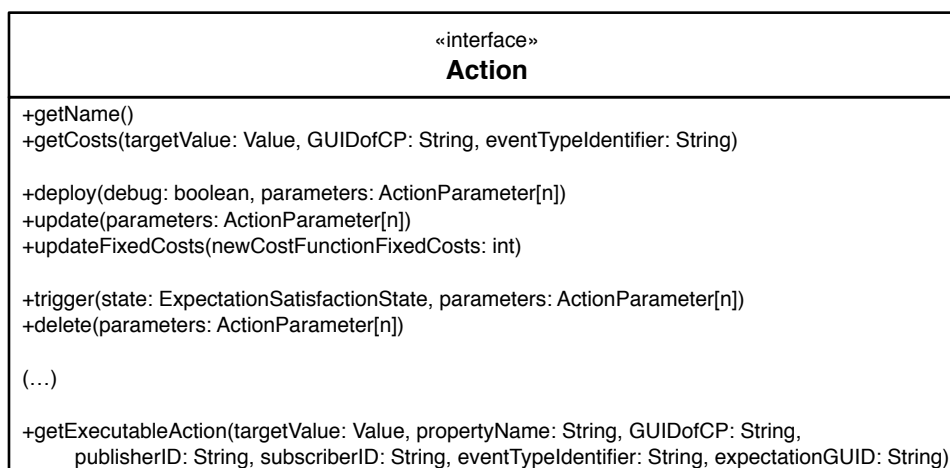 «interface»
Action
+getName()
+getCosts(targetValue: Value, GUIDofCP: String, eventTypeIdentifier: String)
+deploy(debug: boolean, parameters: ActionParameter[n])
+update(parameters: ActionParameter[n])
+updateFixedCosts(newCostFunctionFixedCosts: int)
+trigger(state: ExpectationSatisfactionState, parameters: ActionParameter[n])
+delete(parameters: ActionParameter[n])
(…)
+getExecutableAction(targetValue: Value, propertyName: String, GUIDofCP: String,
publisherID: String, subscriberID: String, eventTypeIdentifier: String, expectationGUID: String)